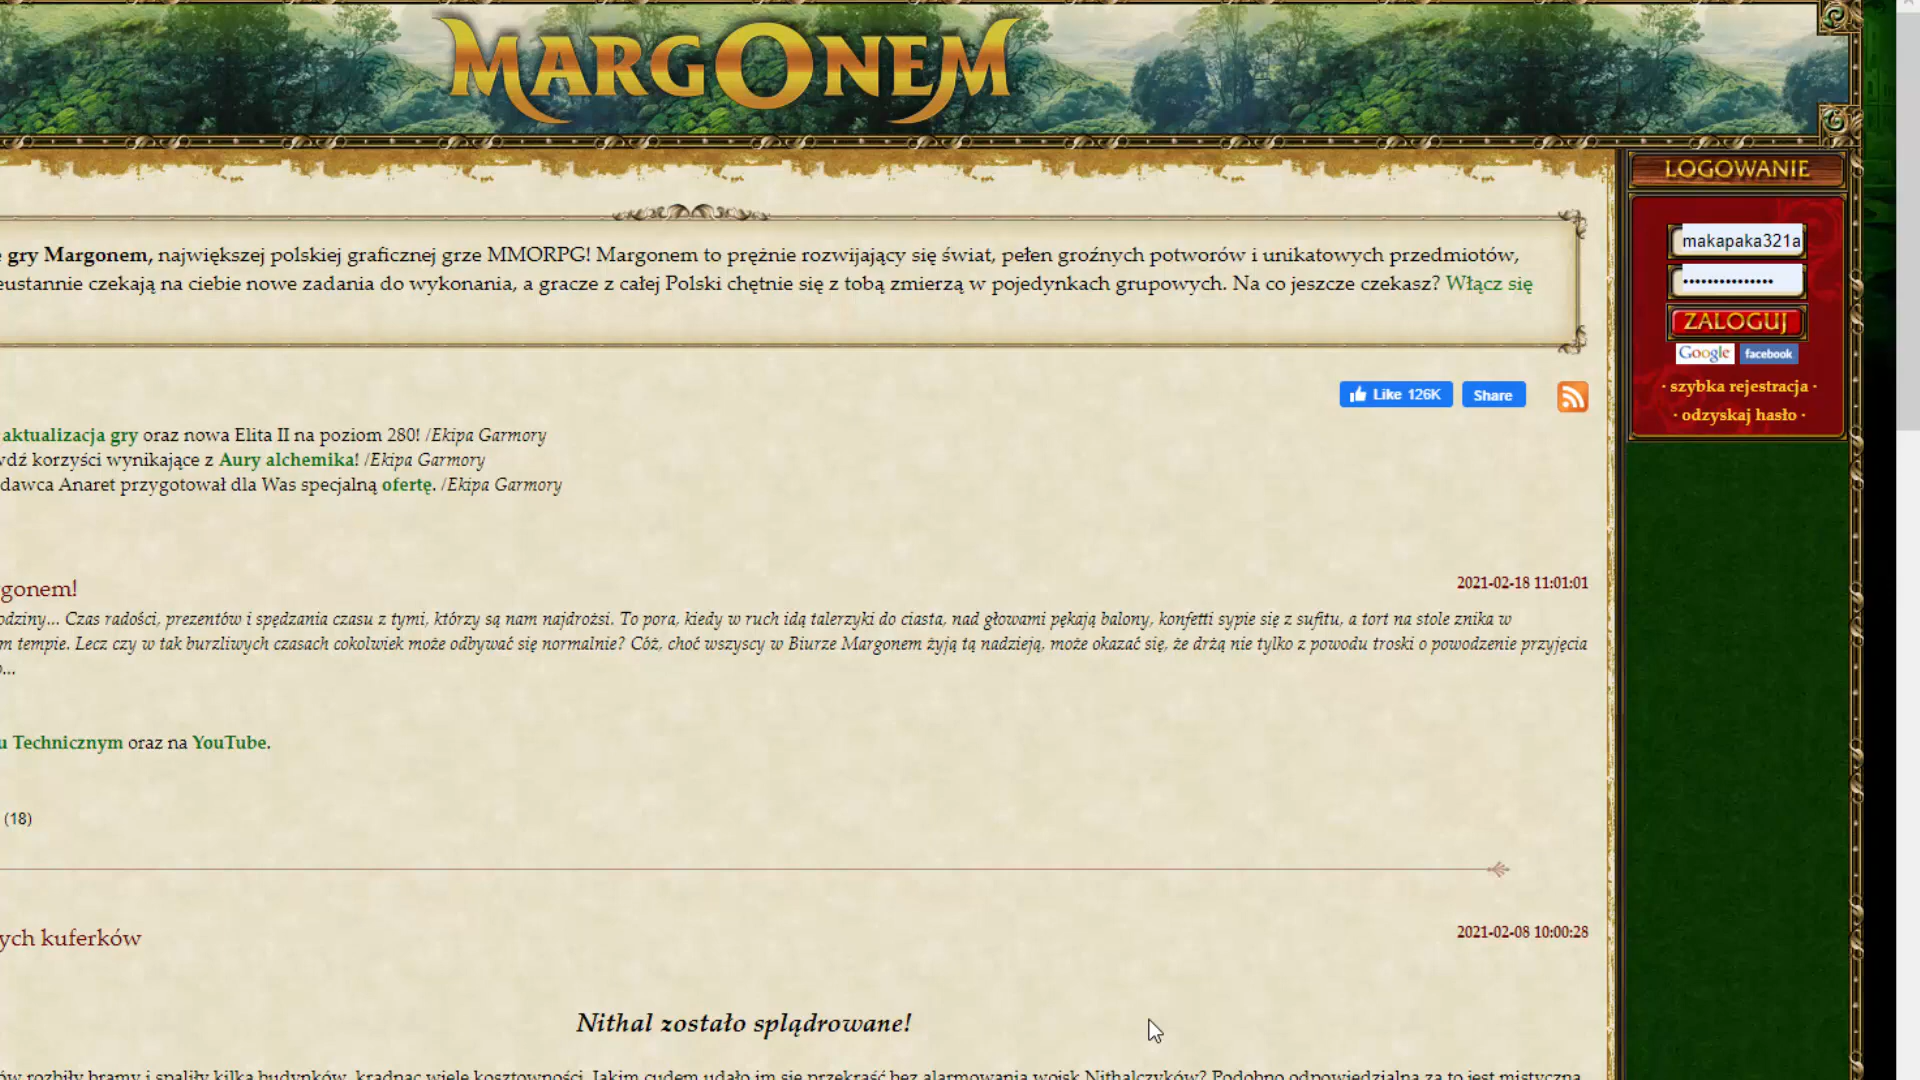 MARGONEM
LOGOWANIE
makapaka321a
ZALOGUJ
Google facebook
· szybka rejestracja ·
· odzyskaj hasło ·
gry Margonem, największej polskiej graficznej grze MMORPG! Margonem to prężnie rozwijający się świat, pełen groźnych potworów i unikatowych przedmiotów,
eustannie czekają na ciebie nowe zadania do wykonania, a gracze z całej Polski chętnie się z tobą zmierzą w pojedynkach grupowych. Na co jeszcze czekasz? Włącz się
Like 126K Share
aktualizacja gry oraz nowa Elita II na poziom 280! /Ekipa Garmory
wdź korzyści wynikające z Aury alchemika! /Ekipa Garmory
dawca Anaret przygotował dla Was specjalną ofertę. /Ekipa Garmory
gonem!
2021-02-18 11:01:01
odziny... Czas radości, prezentów i spędzania czasu z tymi, którzy są nam najdrożsi. To pora, kiedy w ruch idą talerzyki do ciasta, nad głowami pękają balony, konfetti sypie się z sufitu, a tort na stole znika w
m tempie. Lecz czy w tak burzliwych czasach cokolwiek może odbywać się normalnie? Cóż, choć wszyscy w Biurze Margonem żyją tą nadzieją, może okazać się, że drżą nie tylko z powodu troski o powodzenie przyjęcia
o...
u Technicznym oraz na YouTube.
(18)
ych kuferków
2021-02-08 10:00:28
Nithal zostało splądrowane!
ów rozbiły bramy i spaliły kilka budynków, kradnąc wiele kosztowności. Jakim cudem udało im się przekraść bez alarmowania wojsk Nithalczyków? Podobno odpowiedzialna za to jest mistyczna